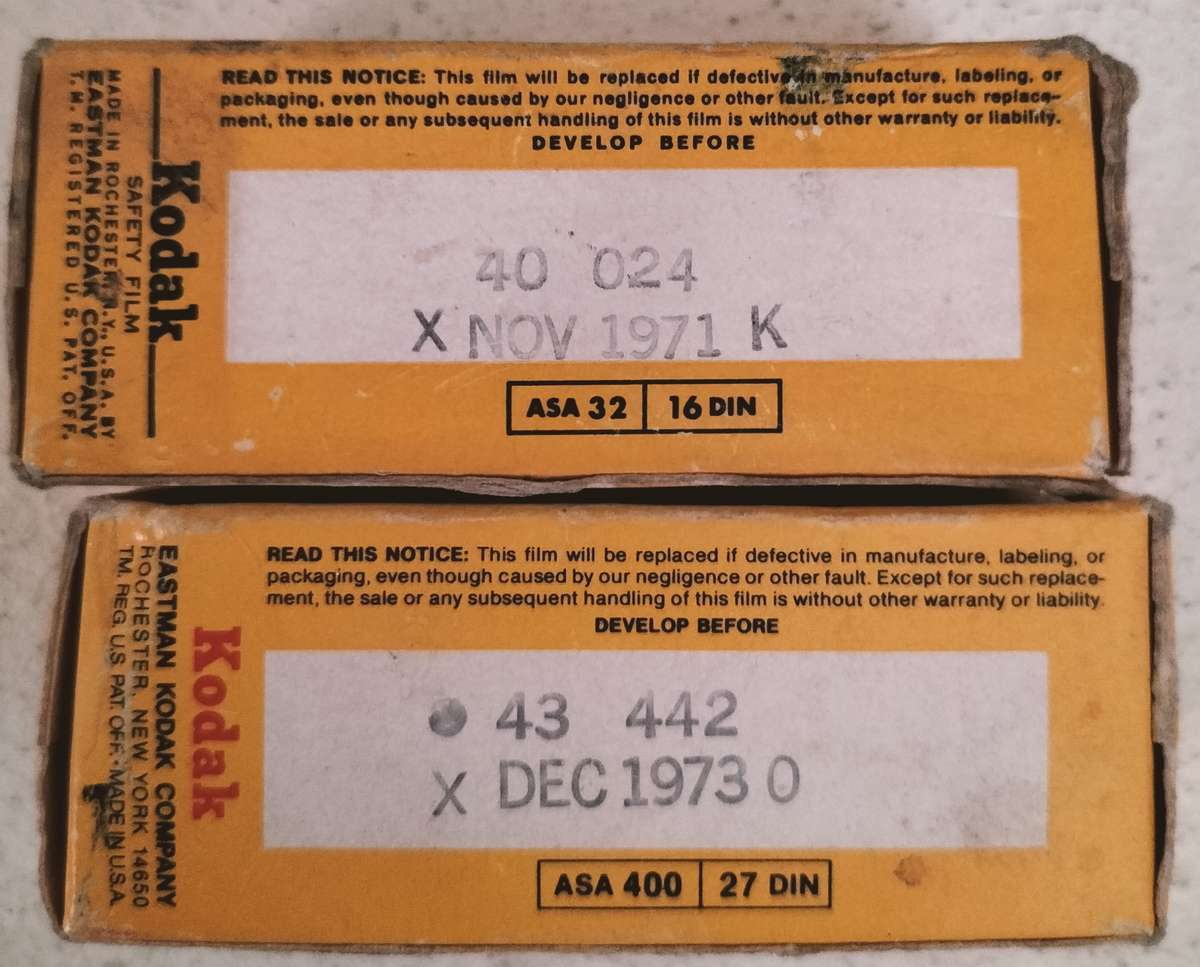 READ THIS NOTICE: This film will be replaced if defective in manufacture, labeling, or
packaging, even though caused by our negligence or other fault. Except for such replace-
ment, the sale or any subsequent handling of this film is without other warranty or liability.
DEVELOP BEFORE
40 024
X NOV 1971 K
ASA 32 16 DIN
Kodak
SAFETY FILM
MADE IN ROCHESTER, N.Y., U.S.A. BY
EASTMAN KODAK COMPANY
T.M. REGISTERED U.S. PAT. OFF.
READ THIS NOTICE: This film will be replaced if defective in manufacture, labeling, or
packaging, even though caused by our negligence or other fault. Except for such replace-
ment, the sale or any subsequent handling of this film is without other warranty or liability.
DEVELOP BEFORE
43 442
X DEC 1973 O
ASA 400 27 DIN
Kodak
EASTMAN KODAK COMPANY
ROCHESTER, NEW YORK 14650
TM. REG. U.S. PAT. OFF. MADE IN U.S.A.